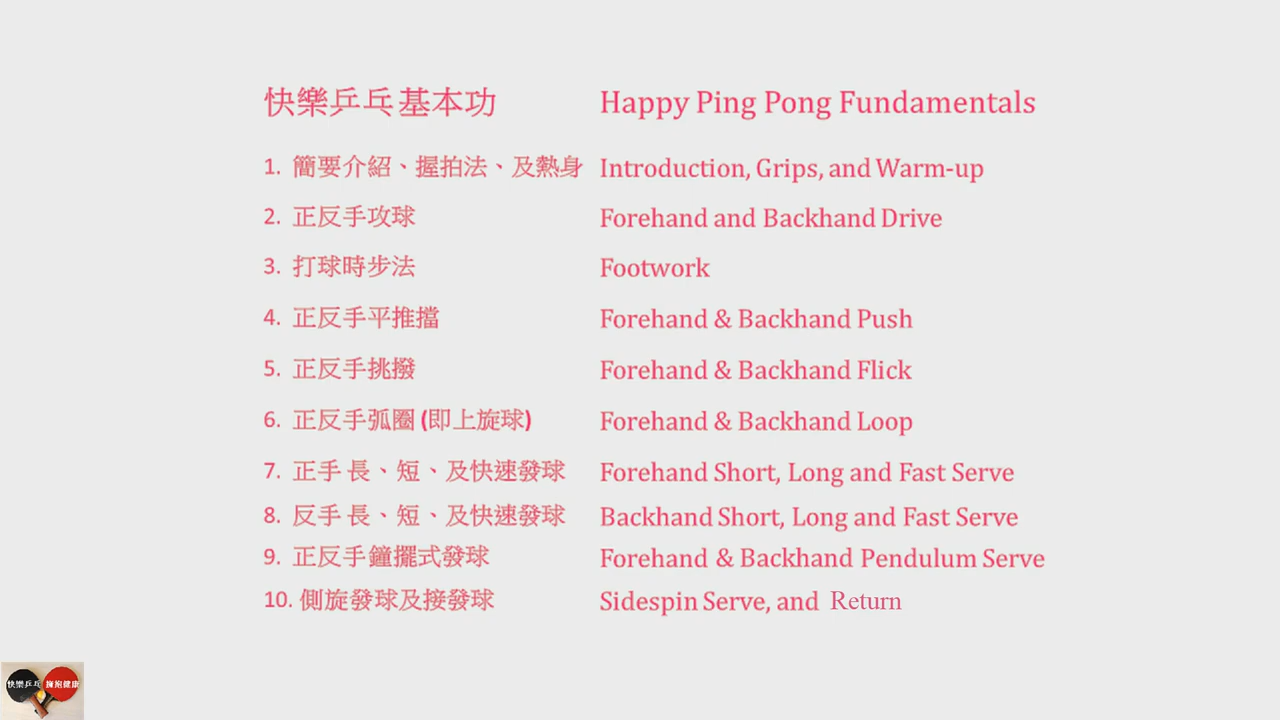 快樂乒乓基本功 Happy Ping Pong Fundamentals
1. 簡要介紹、握拍法、及熱身 Introduction, Grips, and Warm-up
2. 正反手攻球 Forehand and Backhand Drive
3. 打球時步法 Footwork
4. 正反手平推擋 Forehand & Backhand Push
5. 正反手挑撥 Forehand & Backhand Flick
6. 正反手弧圈 (即上旋球) Forehand & Backhand Loop
7. 正手 長、短、及快速發球 Forehand Short, Long and Fast Serve
8. 反手 長、短、及快速發球 Backhand Short, Long and Fast Serve
9. 正反手鐘擺式發球 Forehand & Backhand Pendulum Serve
10. 側旋發球及接發球 Sidespin Serve, and Return
快樂乒乓 擁抱健康